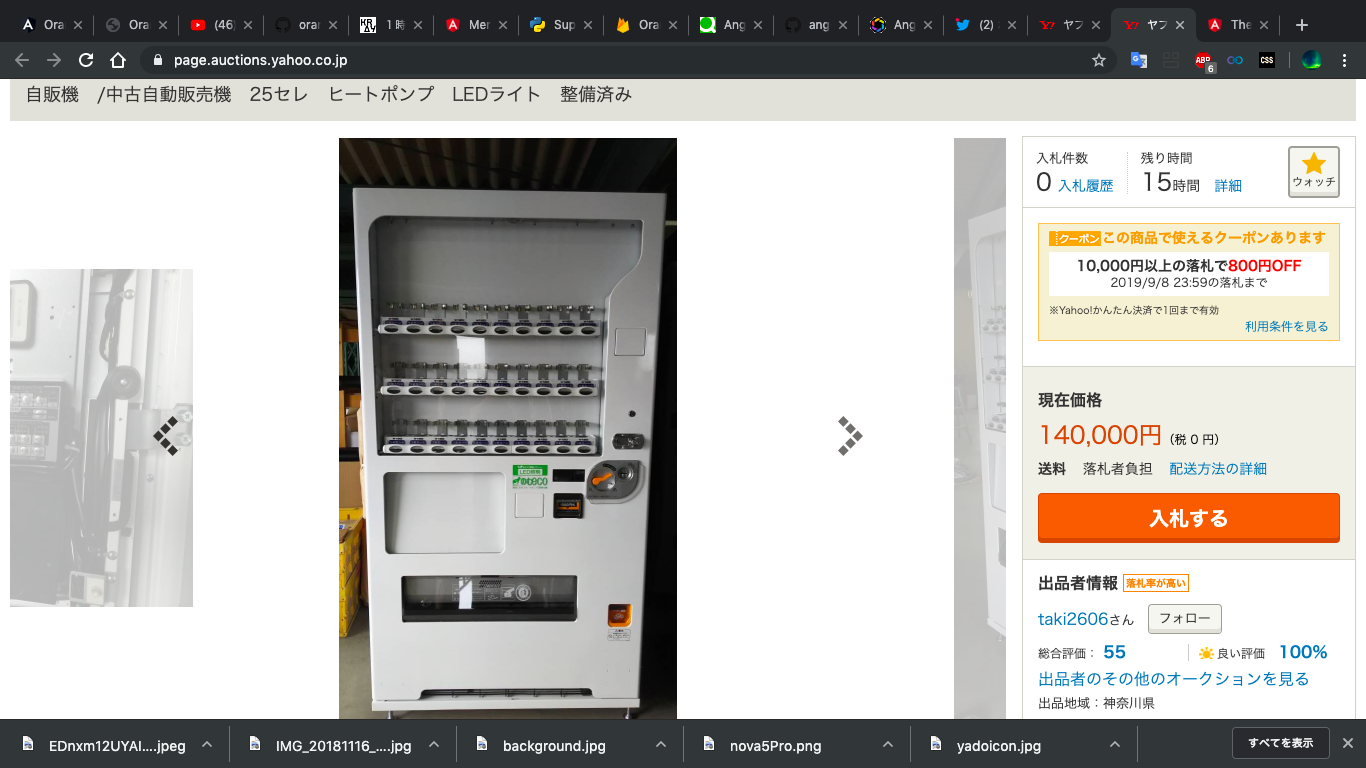 Ora
Ora
(46)
orar
KR
DY
1 時
Mer
Sup
Ora
Ang
ang
Ang
(2)
ヤフ
ヤフ
The
page.auctions.yahoo.co.jp
ABP
6
CSS
自販機 /中古自動販売機 25セレ ヒートポンプ LEDライト 整備済み
入札件数
0 入札履歴
残り時間
15時間 詳細
ウォッチ
クーポン この商品で使えるクーポンあります
10,000円以上の落札で800円OFF
2019/9/8 23:59の落札まで
※Yahoo!かんたん決済で1回まで有効
利用条件を見る
現在価格
140,000円 (税 0 円)
送料 落札者負担 配送方法の詳細
入札する
出品者情報 落札率が高い
taki2606さん フォロー
総合評価： 55
良い評価 100%
出品者のその他のオークションを見る
出品地域：神奈川県
EDnxm12UYAI....jpeg
IMG_20181116_....jpg
background.jpg
nova5Pro.png
yadoicon.jpg
すべてを表示